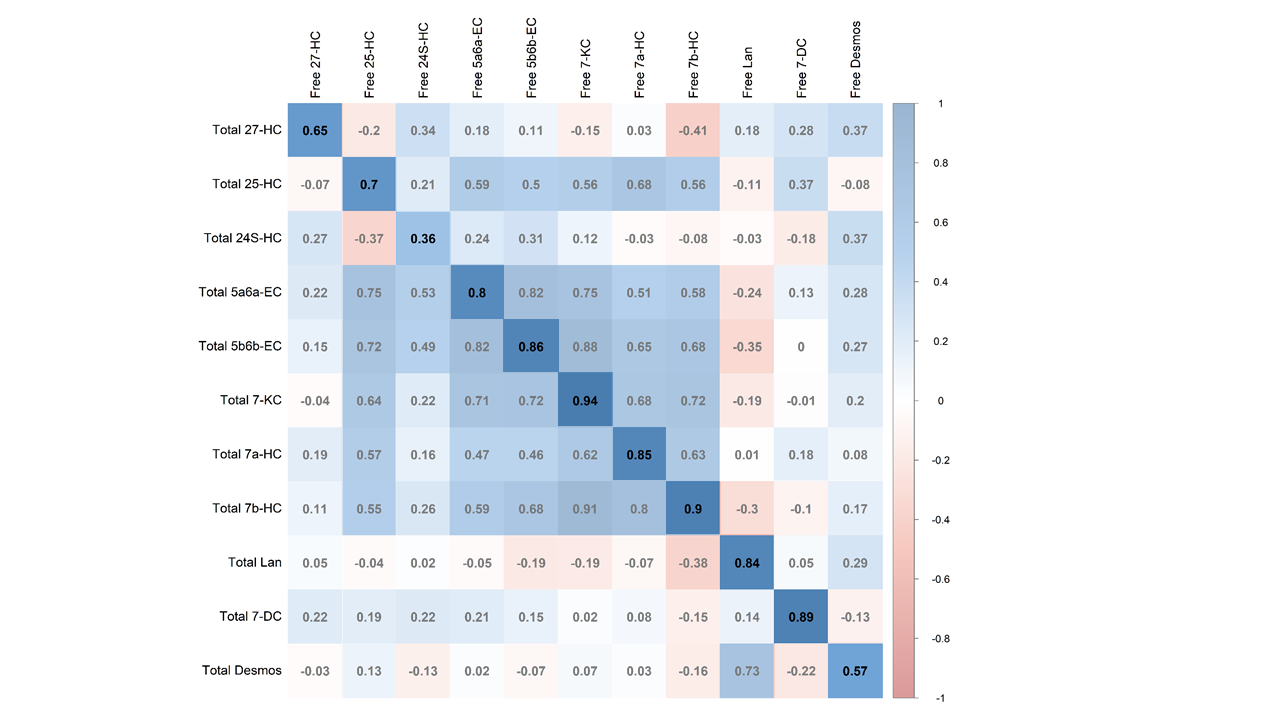 Free 27-HC Free 25-HC Free 24S-HC Free 5a6a-EC Free 5b6b-EC Free 7-KC Free 7a-HC Free 7b-HC Free Lan Free 7-DC Free Desmos
Total 27-HC 0.65 -0.2 0.34 0.18 0.11 -0.15 0.03 -0.41 0.18 0.28 0.37
Total 25-HC -0.07 0.7 0.21 0.59 0.5 0.56 0.68 0.56 -0.11 0.37 -0.08
Total 24S-HC 0.27 -0.37 0.36 0.24 0.31 0.12 -0.03 -0.08 -0.03 -0.18 0.37
Total 5a6a-EC 0.22 0.75 0.53 0.8 0.82 0.75 0.51 0.58 -0.24 0.13 0.28
Total 5b6b-EC 0.15 0.72 0.49 0.82 0.86 0.88 0.65 0.68 -0.35 0 0.27
Total 7-KC -0.04 0.64 0.22 0.71 0.72 0.94 0.68 0.72 -0.19 -0.01 0.2
Total 7a-HC 0.19 0.57 0.16 0.47 0.46 0.62 0.85 0.63 0.01 0.18 0.08
Total 7b-HC 0.11 0.55 0.26 0.59 0.68 0.91 0.8 0.9 -0.3 -0.1 0.17
Total Lan 0.05 -0.04 0.02 -0.05 -0.19 -0.19 -0.07 -0.38 0.84 0.05 0.29
Total 7-DC 0.22 0.19 0.22 0.21 0.15 0.02 0.08 -0.15 0.14 0.89 -0.13
Total Desmos -0.03 0.13 -0.13 0.02 -0.07 0.07 0.03 -0.16 0.73 -0.22 0.57
1
0.8
0.6
0.4
0.2
0
-0.2
-0.4
-0.6
-0.8
-1